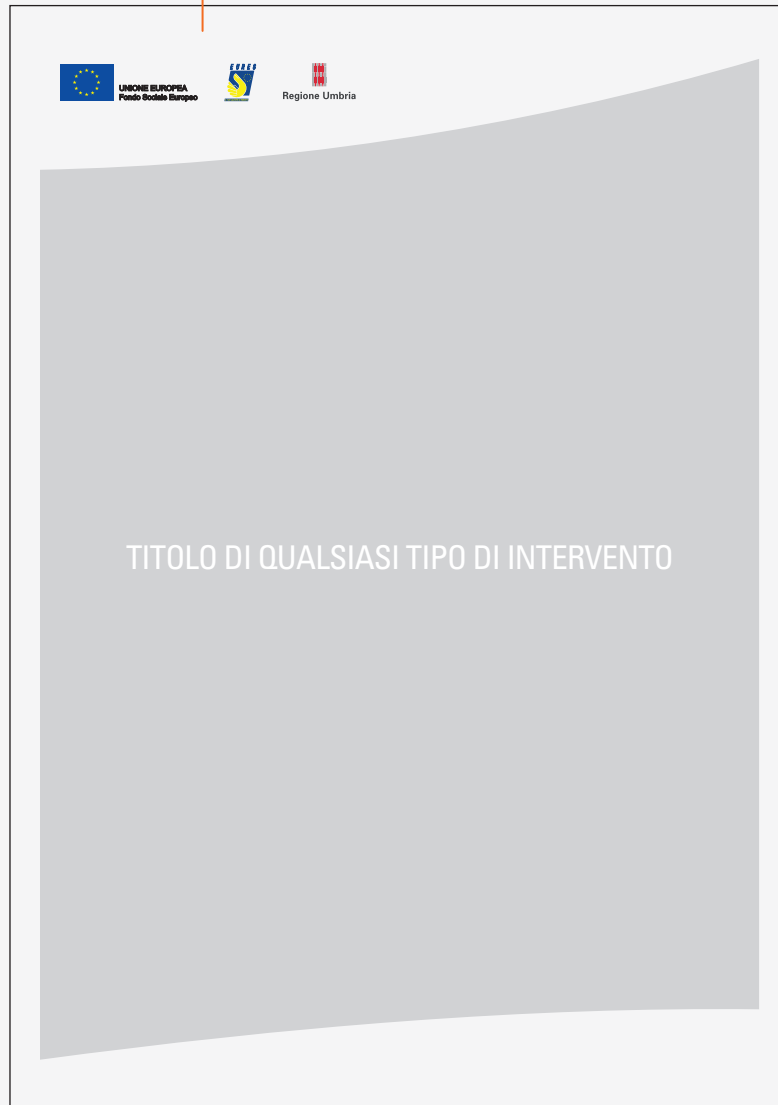 UNIONE EUROPEA
Fondo Sociale Europeo
EURES
Regione Umbria
TITOLO DI QUALSIASI TIPO DI INTERVENTO